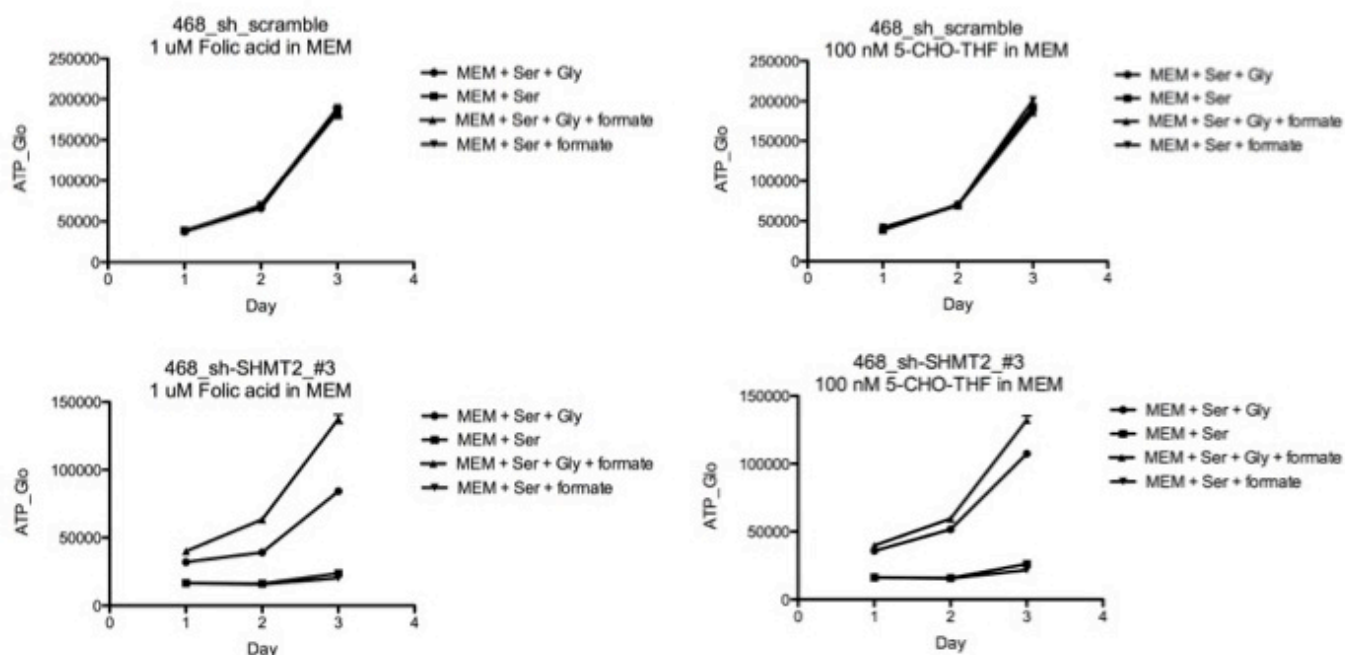 468_sh_scramble
1 uM Folic acid in MEM
250000
200000
150000
100000
50000
0
ATP_Glo
0 1 2 3 4
Day
MEM + Ser + Gly
MEM + Ser
MEM + Ser + Gly + formate
MEM + Ser + formate
468_sh_scramble
100 nM 5-CHO-THF in MEM
250000
200000
150000
100000
50000
0
ATP_Glo
0 1 2 3 4
Day
MEM + Ser + Gly
MEM + Ser
MEM + Ser + Gly + formate
MEM + Ser + formate
468_sh-SHMT2_#3
1 uM Folic acid in MEM
150000
100000
50000
0
ATP_Glo
0 1 2 3 4
Day
MEM + Ser + Gly
MEM + Ser
MEM + Ser + Gly + formate
MEM + Ser + formate
468_sh-SHMT2_#3
100 nM 5-CHO-THF in MEM
150000
100000
50000
0
ATP_Glo
0 1 2 3 4
Day
MEM + Ser + Gly
MEM + Ser
MEM + Ser + Gly + formate
MEM + Ser + formate